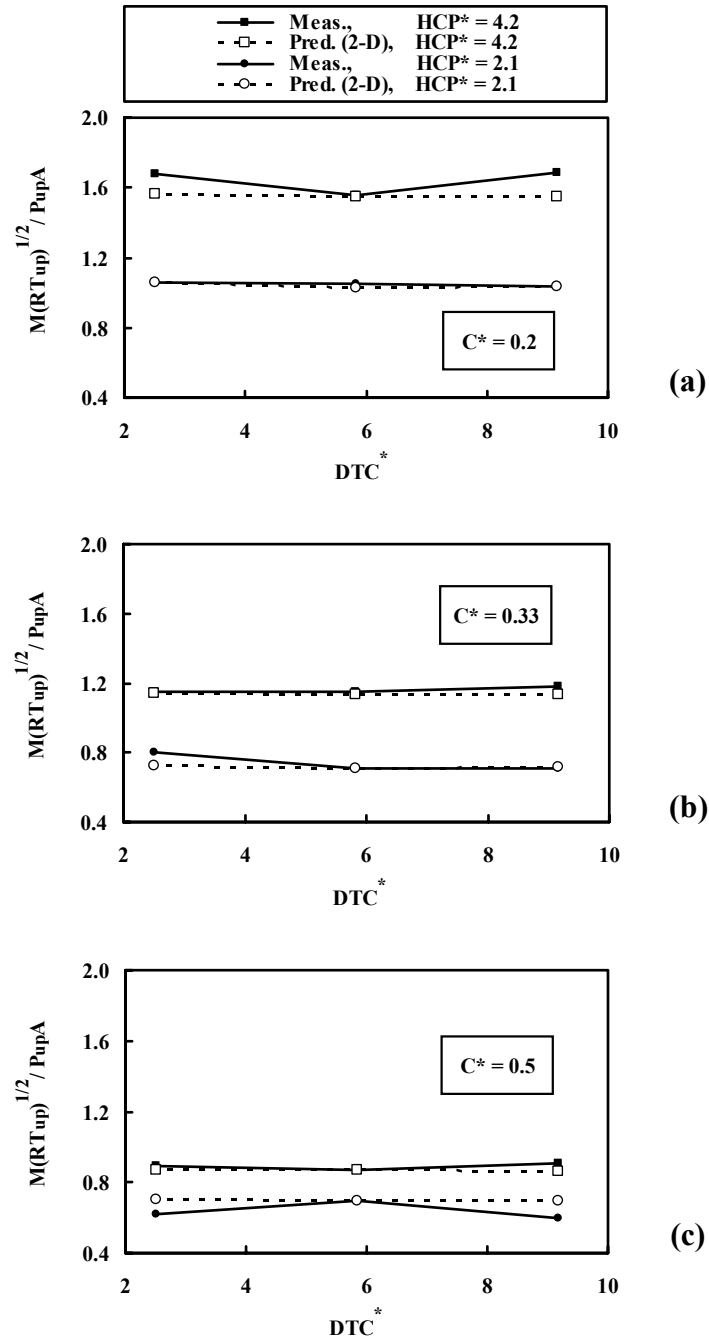 Meas., HCP* = 4.2
Pred. (2-D), HCP* = 4.2
Meas., HCP* = 2.1
Pred. (2-D), HCP* = 2.1
M(RTup)^1/2 / PupA
2.0
1.6
1.2
0.8
0.4
C* = 0.2
2 4 6 8 10
DTC*
(a)
M(RTup)^1/2 / PupA
2.0
1.6
1.2
0.8
0.4
C* = 0.33
2 4 6 8 10
DTC*
(b)
M(RTup)^1/2 / PupA
2.0
1.6
1.2
0.8
0.4
C* = 0.5
2 4 6 8 10
DTC*
(c)